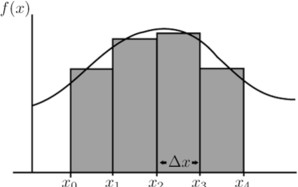 f(x)
Δx
x₀ x₁ x₂ x₃ x₄